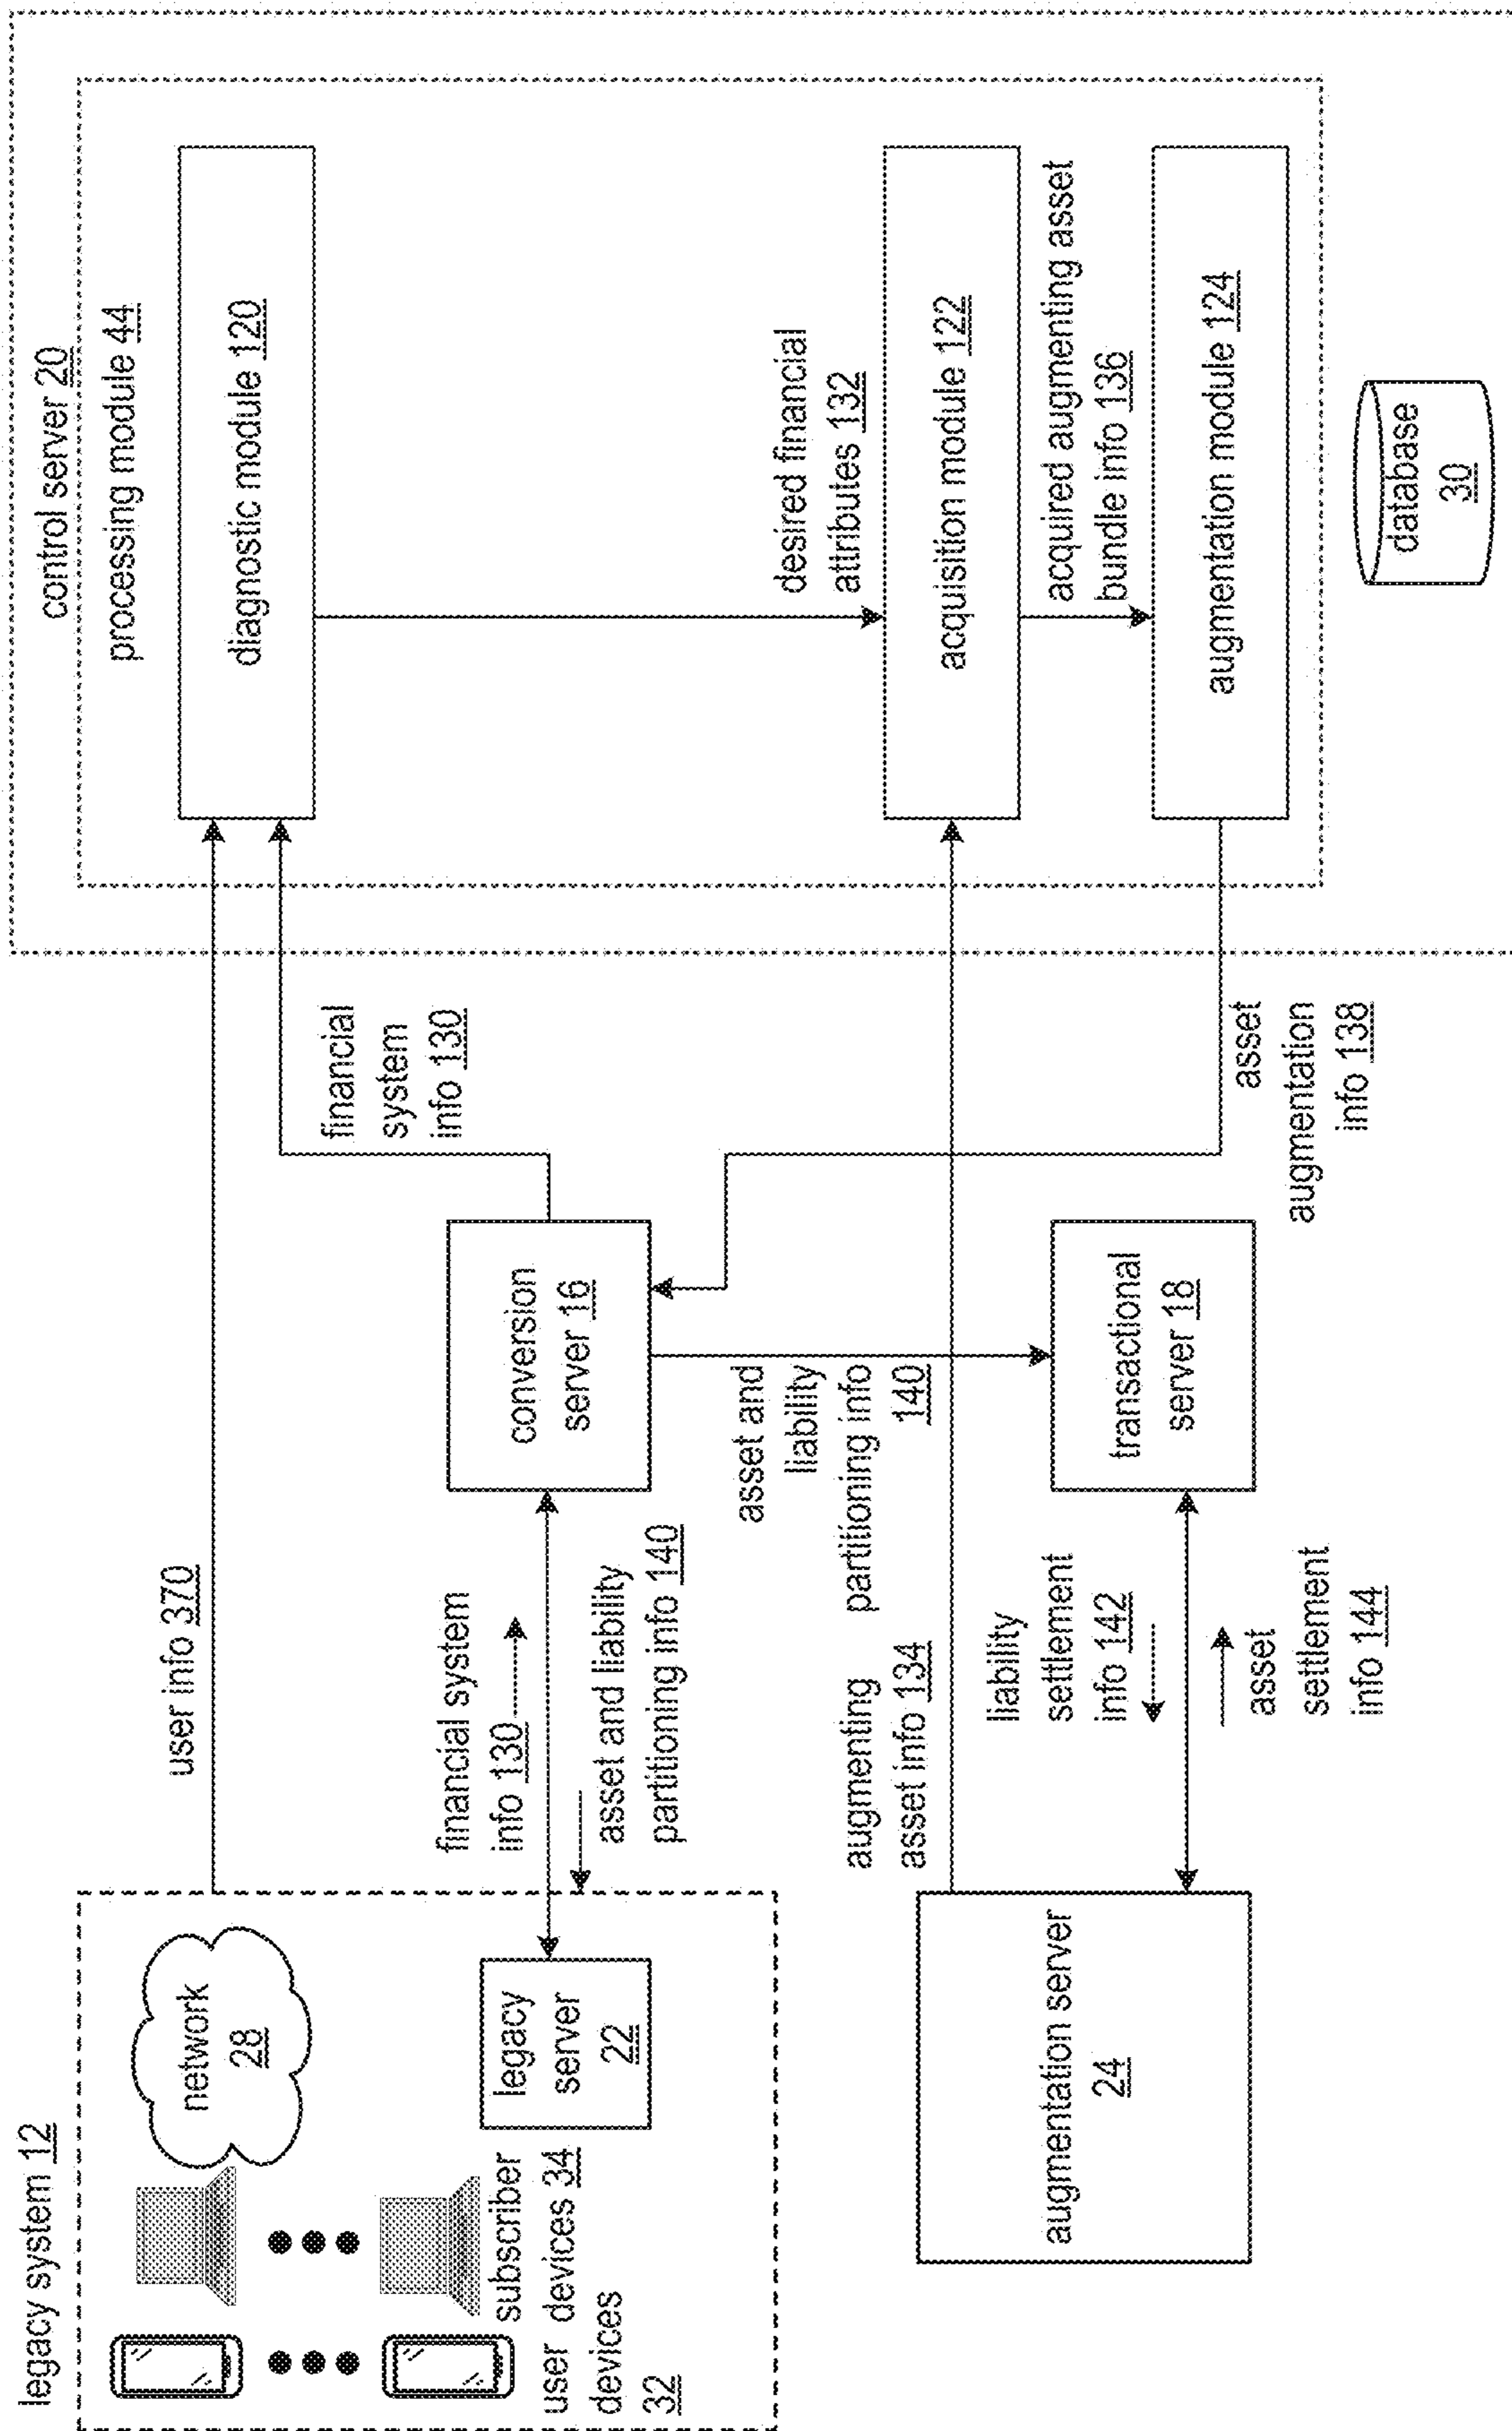 legacy system 12
network
28
legacy
server
22
subscriber
devices 34
user
devices
32
user info 370
financial system
info 130
asset and liability
partitioning info 140
conversion
server 16
financial
system
info 130
control server 20
processing module 44
diagnostic module 120
desired financial
attributes 132
acquisition module 122
acquired augmenting asset
bundle info 136
augmentation module 124
database
30
asset and
liability
partitioning info
140
augmenting
asset info 134
augmentation server
24
liability
settlement
info 142
asset
settlement
info 144
transactional
server 18
asset
augmentation
info 138